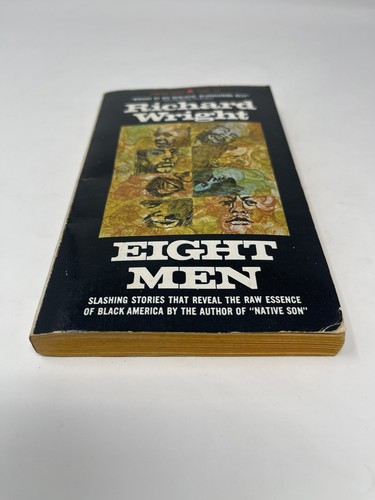 Richard
Wright
EIGHT
MEN
SLASHING STORIES THAT REVEAL THE RAW ESSENCE
OF BLACK AMERICA BY THE AUTHOR OF "NATIVE SON"